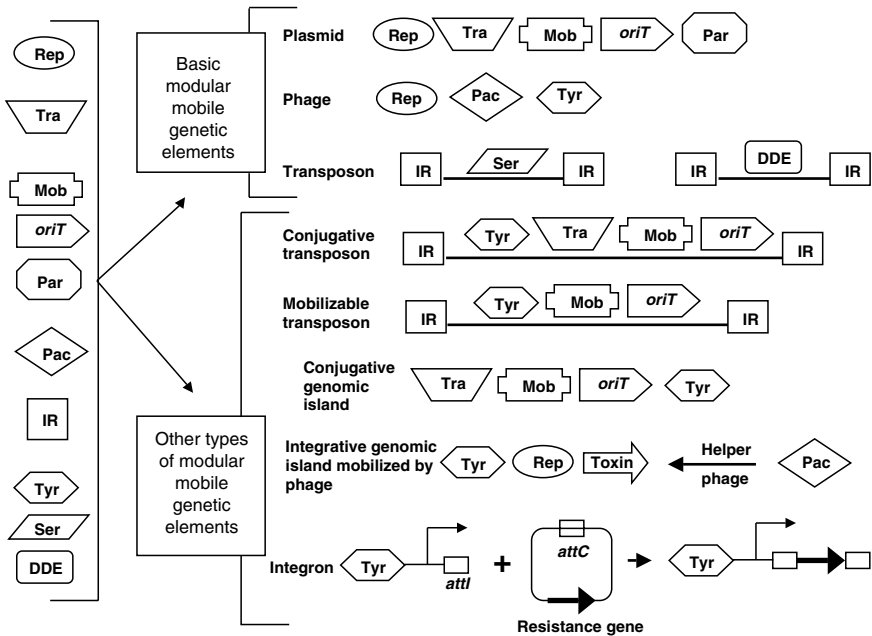 Rep
Tra
Mob
oriT
Par
Pac
IR
Tyr
Ser
DDE
Basic
modular
mobile
genetic
elements
Plasmid Rep Tra Mob oriT Par
Phage Rep Pac Tyr
Transposon IR Ser IR IR DDE IR
Other types
of modular
mobile
genetic
elements
Conjugative
transposon IR Tyr Tra Mob oriT IR
Mobilizable
transposon IR Tyr Mob oriT IR
Conjugative
genomic
island Tra Mob oriT Tyr
Integrative genomic
island mobilized by
phage Tyr Rep Toxin Helper
phage Pac
Integron Tyr attI + attC Tyr
Resistance gene